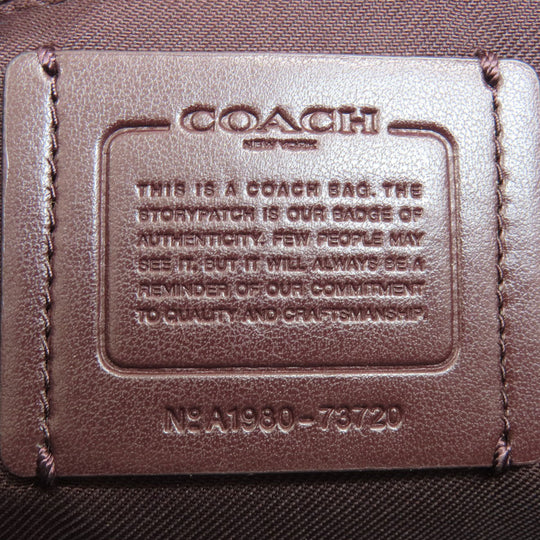 COACH
NEW YORK
THIS IS A COACH BAG. THE
STORYPATCH IS OUR BADGE OF
AUTHENTICITY. FEW PEOPLE MAY
SEE IT, BUT IT WILL ALWAYS BE A
REMINDER OF OUR COMMITMENT
TO QUALITY AND CRAFTSMANSHIP.
No A1980-73720